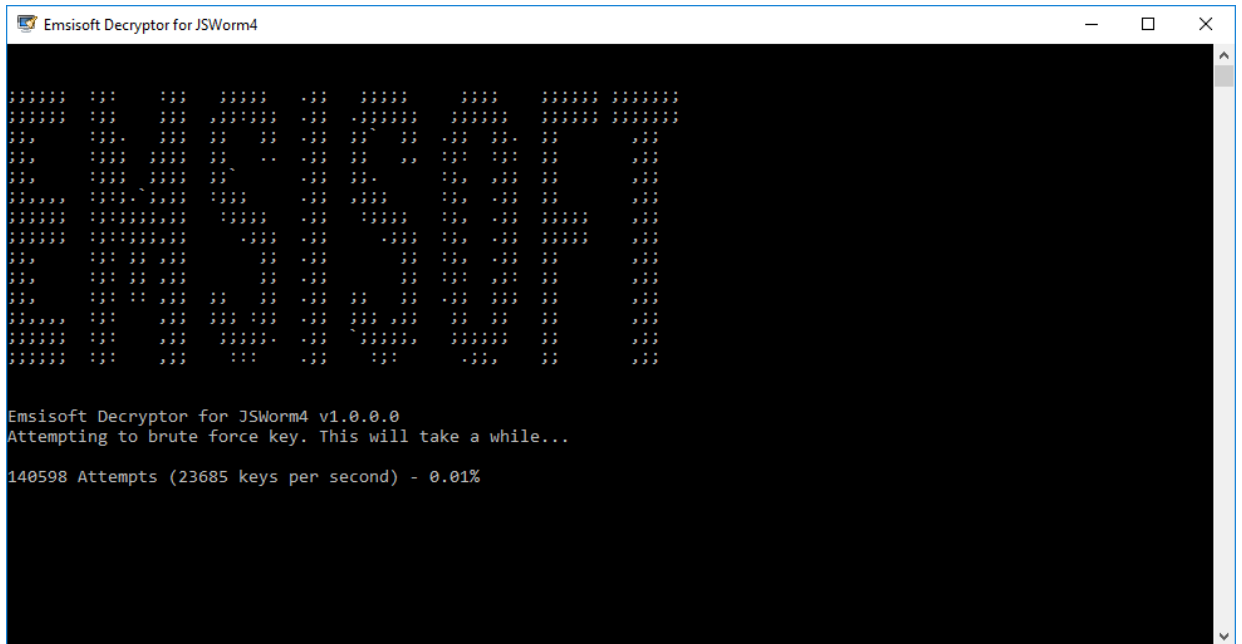 Emsisoft Decryptor for JSWorm4
EMSISOFT
Emsisoft Decryptor for JSWorm4 v1.0.0.0
Attempting to brute force key. This will take a while...
140598 Attempts (23685 keys per second) - 0.01%